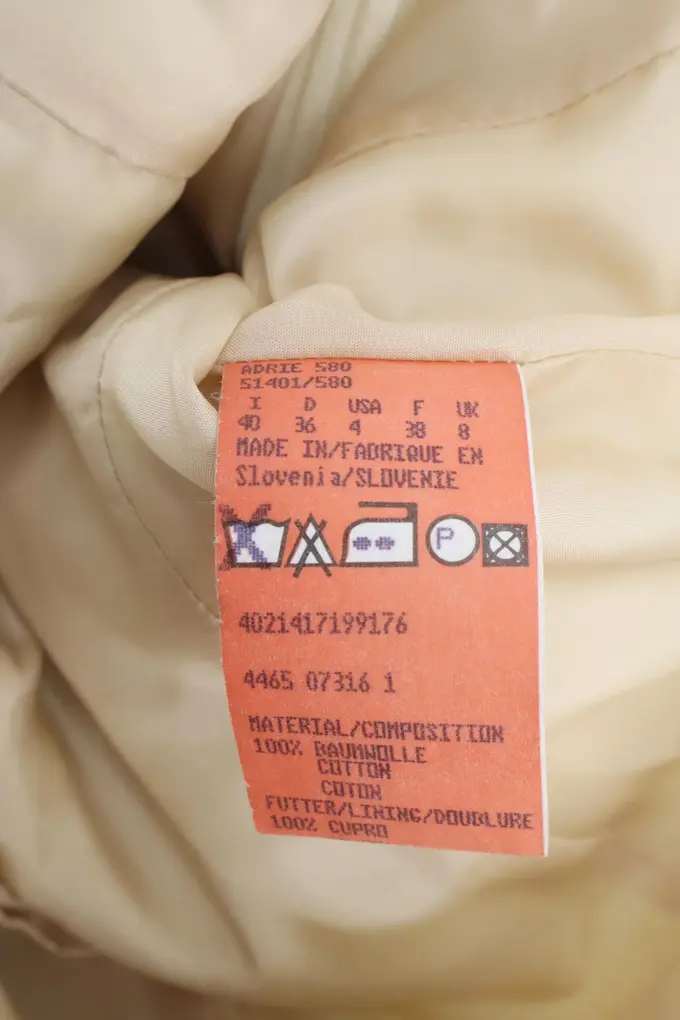 ADRIE 580
51401/580
I D USA F UK
40 36 4 38 8
MADE IN/FABRIQUE EN
Slovenia/SLOVENIE
P
4021417199176
4465 07316 1
MATERIAL/COMPOSITION
100% BAUMWOLLE
COTTON
COTON
FUTTER/LINING/DOUBLURE
100% CUPRO